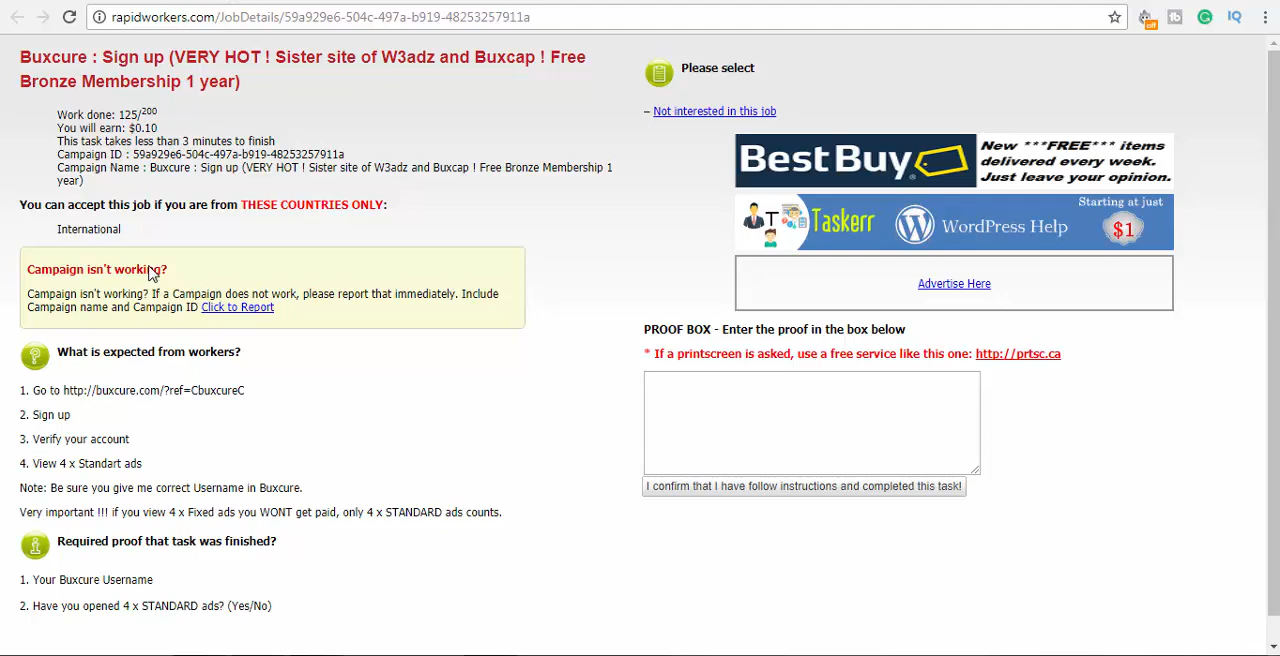 rapidworkers.com/JobDetails/59a929e6-504c-497a-b919-48253257911a
Buxcure : Sign up (VERY HOT ! Sister site of W3adz and Buxcap ! Free
Bronze Membership 1 year)
Work done: 125/200
You will earn: $0.10
This task takes less than 3 minutes to finish
Campaign ID : 59a929e6-504c-497a-b919-48253257911a
Campaign Name : Buxcure : Sign up (VERY HOT ! Sister site of W3adz and Buxcap ! Free Bronze Membership 1
year)
You can accept this job if you are from THESE COUNTRIES ONLY:
International
Campaign isn't working?
Campaign isn't working? If a Campaign does not work, please report that immediately. Include
Campaign name and Campaign ID Click to Report
What is expected from workers?
1. Go to http://buxcure.com/?ref=CbuxcureC
2. Sign up
3. Verify your account
4. View 4 x Standart ads
Note: Be sure you give me correct Username in Buxcure.
Very important !!! if you view 4 x Fixed ads you WONT get paid, only 4 x STANDARD ads counts.
Required proof that task was finished?
1. Your Buxcure Username
2. Have you opened 4 x STANDARD ads? (Yes/No)
Please select
– Not interested in this job
Best Buy
New ***FREE*** items
delivered every week.
Just leave your opinion.
T Taskerr
WordPress Help
Starting at just
$1
Advertise Here
PROOF BOX - Enter the proof in the box below
* If a printscreen is asked, use a free service like this one: http://prtsc.ca
I confirm that I have follow instructions and completed this task!
off
tb
G
IQ